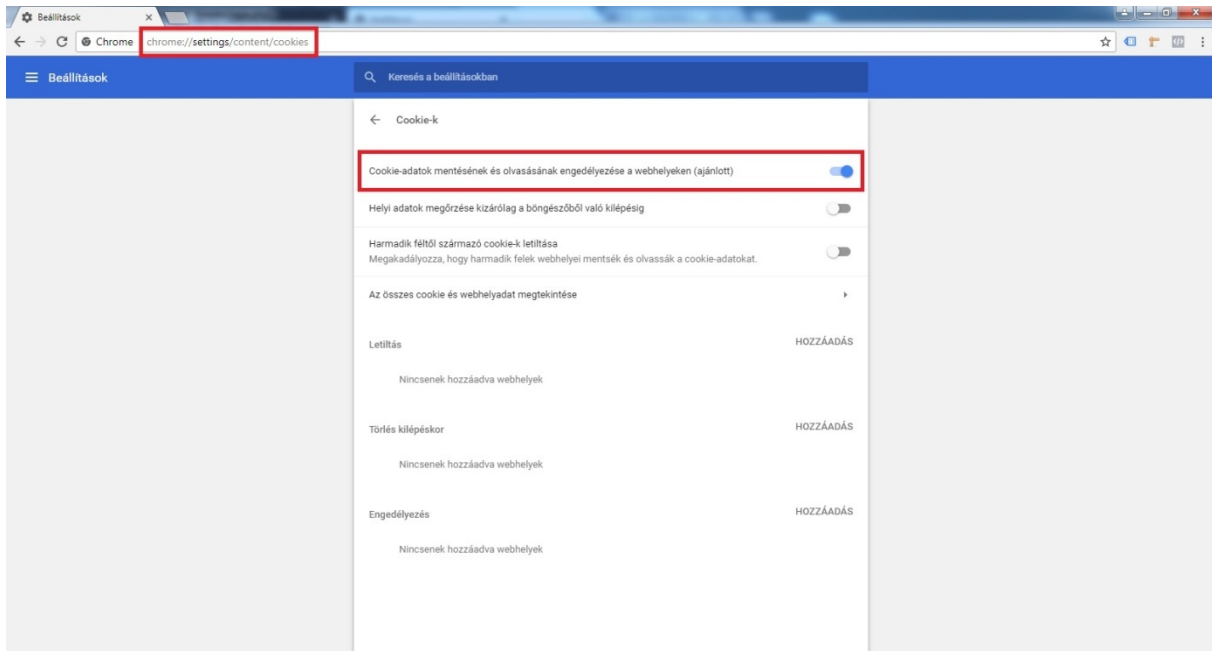 Beállítások
Chrome chrome://settings/content/cookies
Beállítások
Keresés a beállításokban
Cookie-k
Cookie-adatok mentésének és olvasásának engedélyezése a webhelyeken (ajánlott)
Helyi adatok megőrzése kizárólag a böngészőből való kilépésig
Harmadik féltől származó cookie-k letiltása
Megakadályozza, hogy harmadik felek webhelyei mentsék és olvassák a cookie-adatokat.
Az összes cookie és webhelyadat megtekintése
Letiltás HOZZÁADÁS
Nincsenek hozzáadva webhelyek
Törlés kilépéskor HOZZÁADÁS
Nincsenek hozzáadva webhelyek
Engedélyezés HOZZÁADÁS
Nincsenek hozzáadva webhelyek